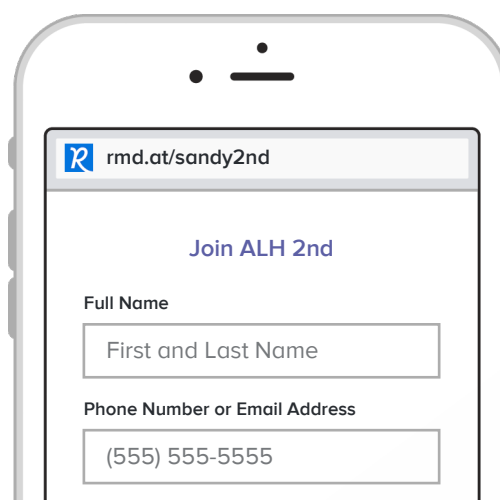 rmd.at/sandy2nd
Join ALH 2nd
Full Name
First and Last Name
Phone Number or Email Address
(555) 555-5555